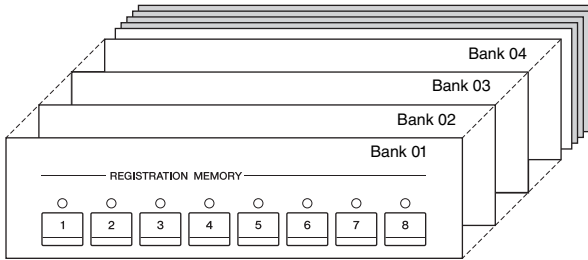 Bank 04
Bank 03
Bank 02
Bank 01
REGISTRATION MEMORY
1 2 3 4 5 6 7 8